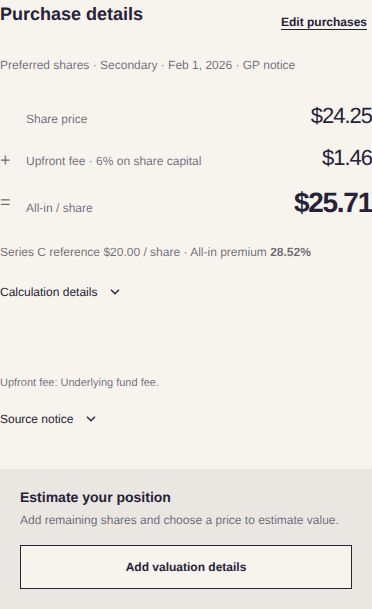 Purchase details
Edit purchases
Preferred shares · Secondary · Feb 1, 2026 · GP notice
Share price $24.25
+ Upfront fee · 6% on share capital $1.46
= All-in / share $25.71
Series C reference $20.00 / share · All-in premium 28.52%
Calculation details
Upfront fee: Underlying fund fee.
Source notice
Estimate your position
Add remaining shares and choose a price to estimate value.
Add valuation details